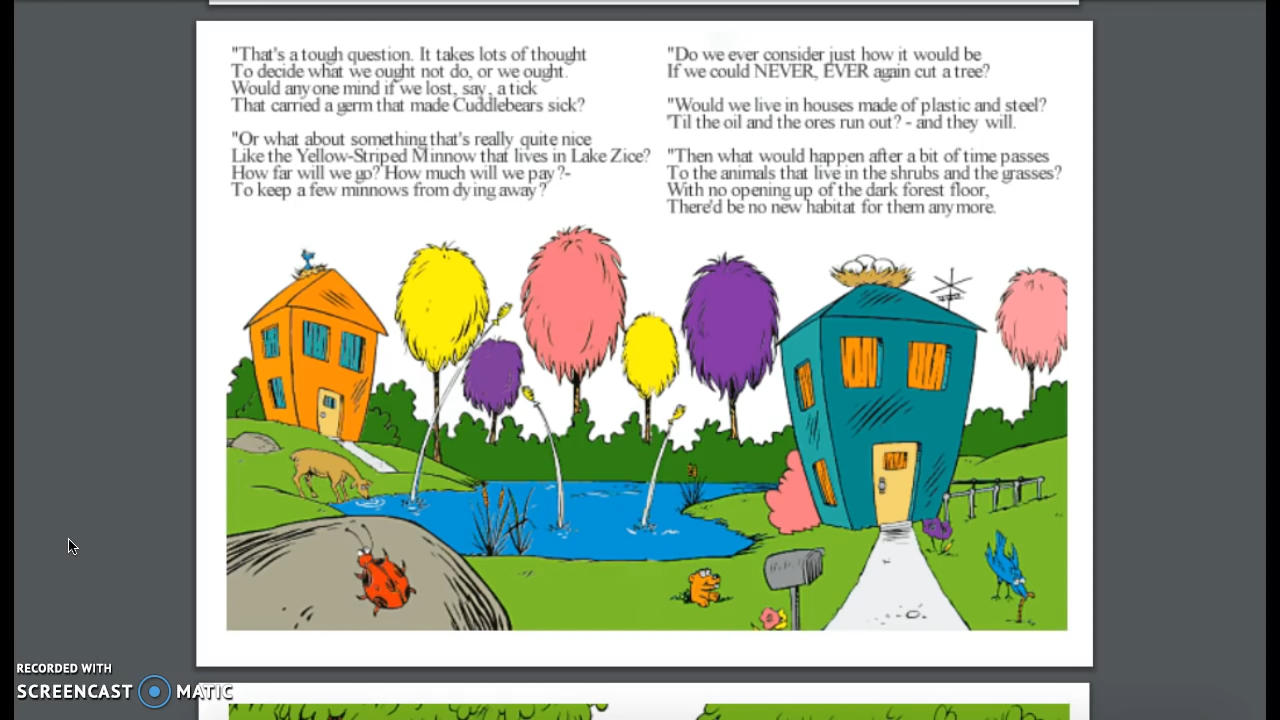 "That's a tough question. It takes lots of thought
To decide what we ought not do, or we ought.
Would anyone mind if we lost, say, a tick
That carried a germ that made Cuddlebears sick?
"Or what about something that's really quite nice
Like the Yellow-Striped Minnow that lives in Lake Zice?
How far will we go? How much will we pay?-
To keep a few minnows from dying away?
"Do we ever consider just how it would be
If we could NEVER, EVER again cut a tree?
"Would we live in houses made of plastic and steel?
'Til the oil and the ores run out? - and they will.
"Then what would happen after a bit of time passes
To the animals that live in the shrubs and the grasses?
With no opening up of the dark forest floor,
There'd be no new habitat for them anymore.
RECORDED WITH
SCREENCAST MATIC